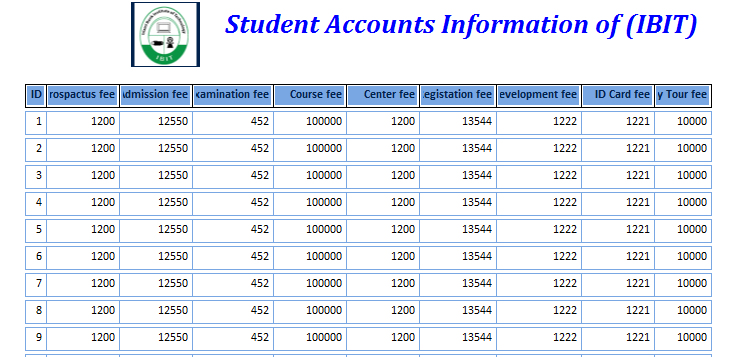 Student Accounts Information of (IBIT)
IBIT
ID rospactus fee dmission fee xamination fee Course fee Center fee egistation fee evelopment fee ID Card fee y Tour fee
1 1200 12550 452 100000 1200 13544 1222 1221 10000
2 1200 12550 452 100000 1200 13544 1222 1221 10000
3 1200 12550 452 100000 1200 13544 1222 1221 10000
4 1200 12550 452 100000 1200 13544 1222 1221 10000
5 1200 12550 452 100000 1200 13544 1222 1221 10000
6 1200 12550 452 100000 1200 13544 1222 1221 10000
7 1200 12550 452 100000 1200 13544 1222 1221 10000
8 1200 12550 452 100000 1200 13544 1222 1221 10000
9 1200 12550 452 100000 1200 13544 1222 1221 10000